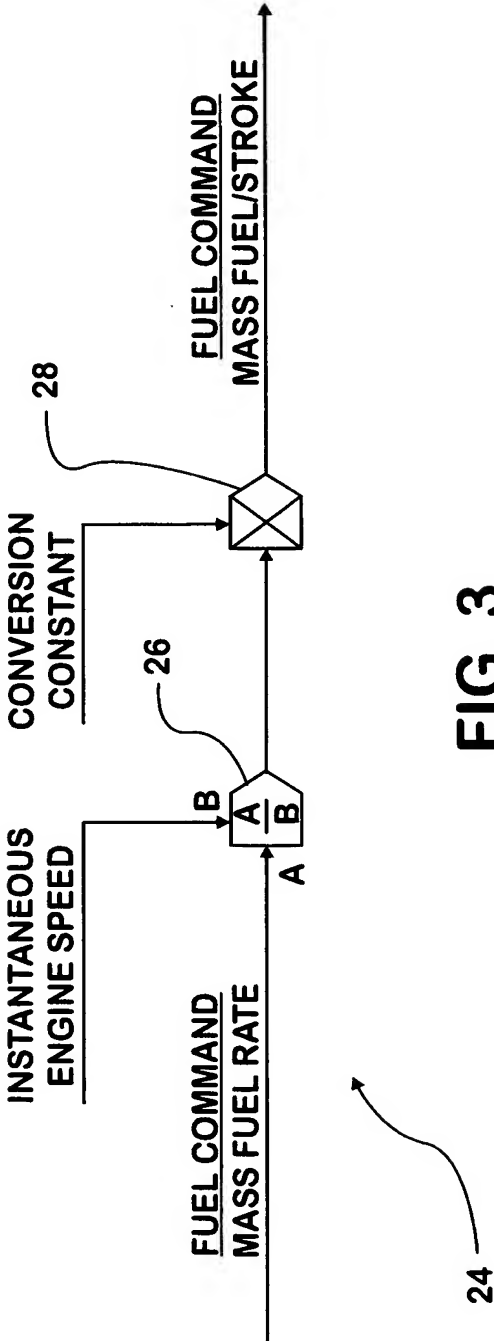 INSTANTANEOUS
ENGINE SPEED
CONVERSION
CONSTANT
28
26
B
A
B
A
FUEL COMMAND
MASS FUEL RATE
FUEL COMMAND
MASS FUEL/STROKE
24
FIG. 3